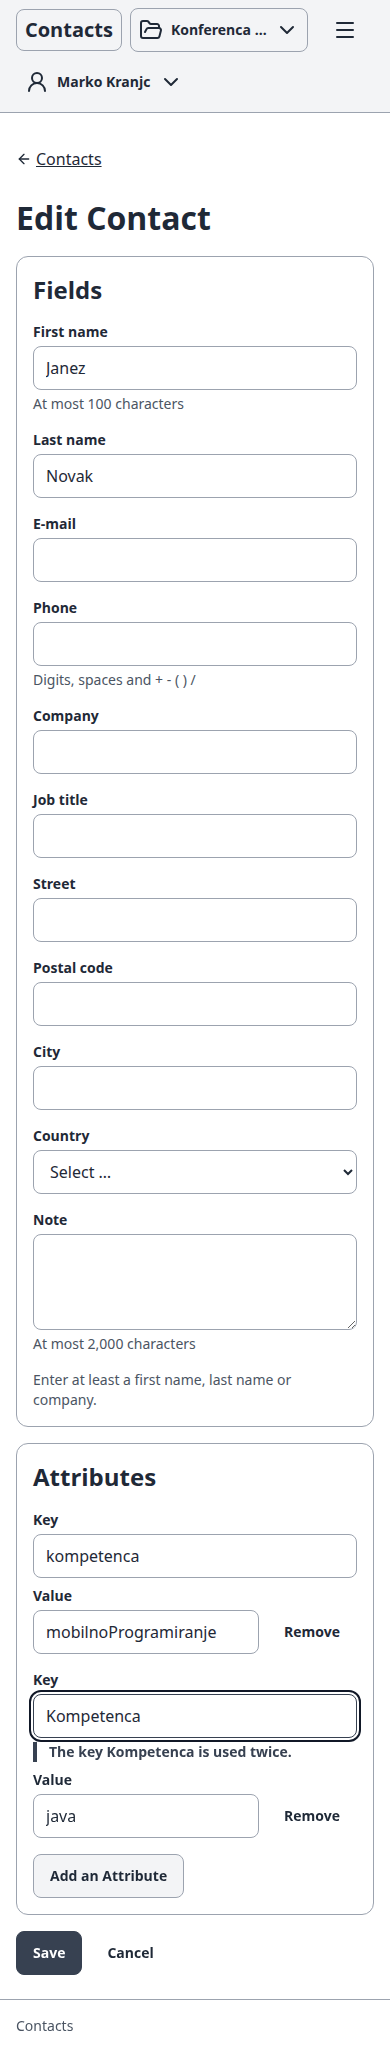 Contacts
Konferenca ...
Marko Kranjc
← Contacts
Edit Contact
Fields
First name
Janez
At most 100 characters
Last name
Novak
E-mail
Phone
Digits, spaces and + - ( ) /
Company
Job title
Street
Postal code
City
Country
Select ...
Note
At most 2,000 characters
Enter at least a first name, last name or
company.
Attributes
Key
kompetenca
Value
mobilnoProgramiranje
Remove
Key
Kompetenca
The key Kompetenca is used twice.
Value
java
Remove
Add an Attribute
Save
Cancel
Contacts